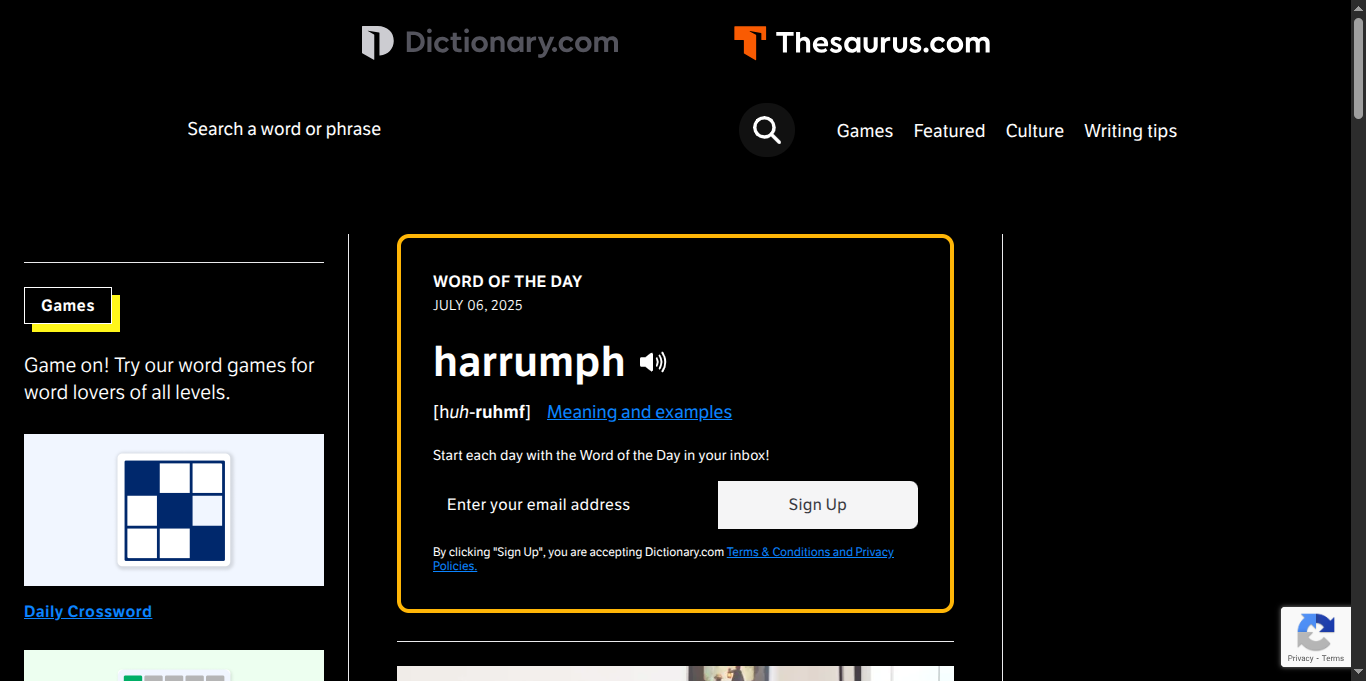 Dictionary.com
Thesaurus.com
Search a word or phrase
Games
Featured
Culture
Writing tips
Games
Game on! Try our word games for
word lovers of all levels.
Daily Crossword
WORD OF THE DAY
JULY 06, 2025
harrumph
[huh-ruhmf] Meaning and examples
Start each day with the Word of the Day in your inbox!
Enter your email address
Sign Up
By clicking "Sign Up", you are accepting Dictionary.com Terms & Conditions and Privacy
Policies.
Privacy - Terms